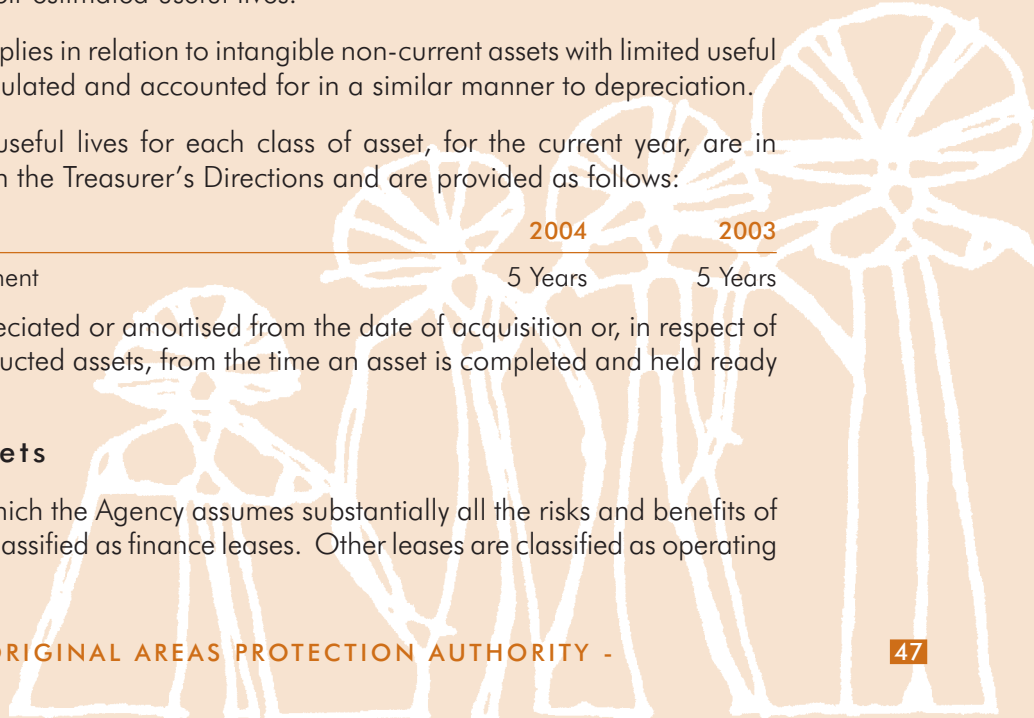 eir estimated useful lives.
plies in relation to intangible non-current assets with limited useful
ulated and accounted for in a similar manner to depreciation.
useful lives for each class of asset, for the current year, are in
n the Treasurer's Directions and are provided as follows:
2004 2003
ment 5 Years 5 Years
eciated or amortised from the date of acquisition or, in respect of
ucted assets, from the time an asset is completed and held ready
ets
hich the Agency assumes substantially all the risks and benefits of
lassified as finance leases. Other leases are classified as operating
ORIGINAL AREAS PROTECTION AUTHORITY -
47